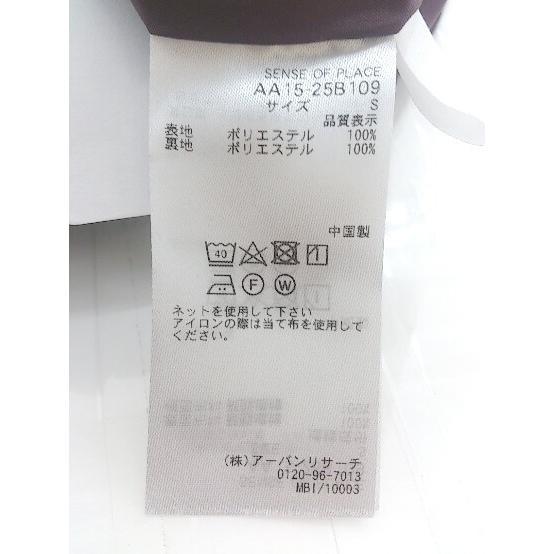 SENSE OF PLACE
AA15-25B109
サイズ S
品質表示
表地 ポリエステル 100%
裏地 ポリエステル 100%
中国製
40
F W
ネットを使用して下さい
アイロンの際は当て布を使用して
ください。
(株)アーバンリサーチ
0120-96-7013
MBI/10003